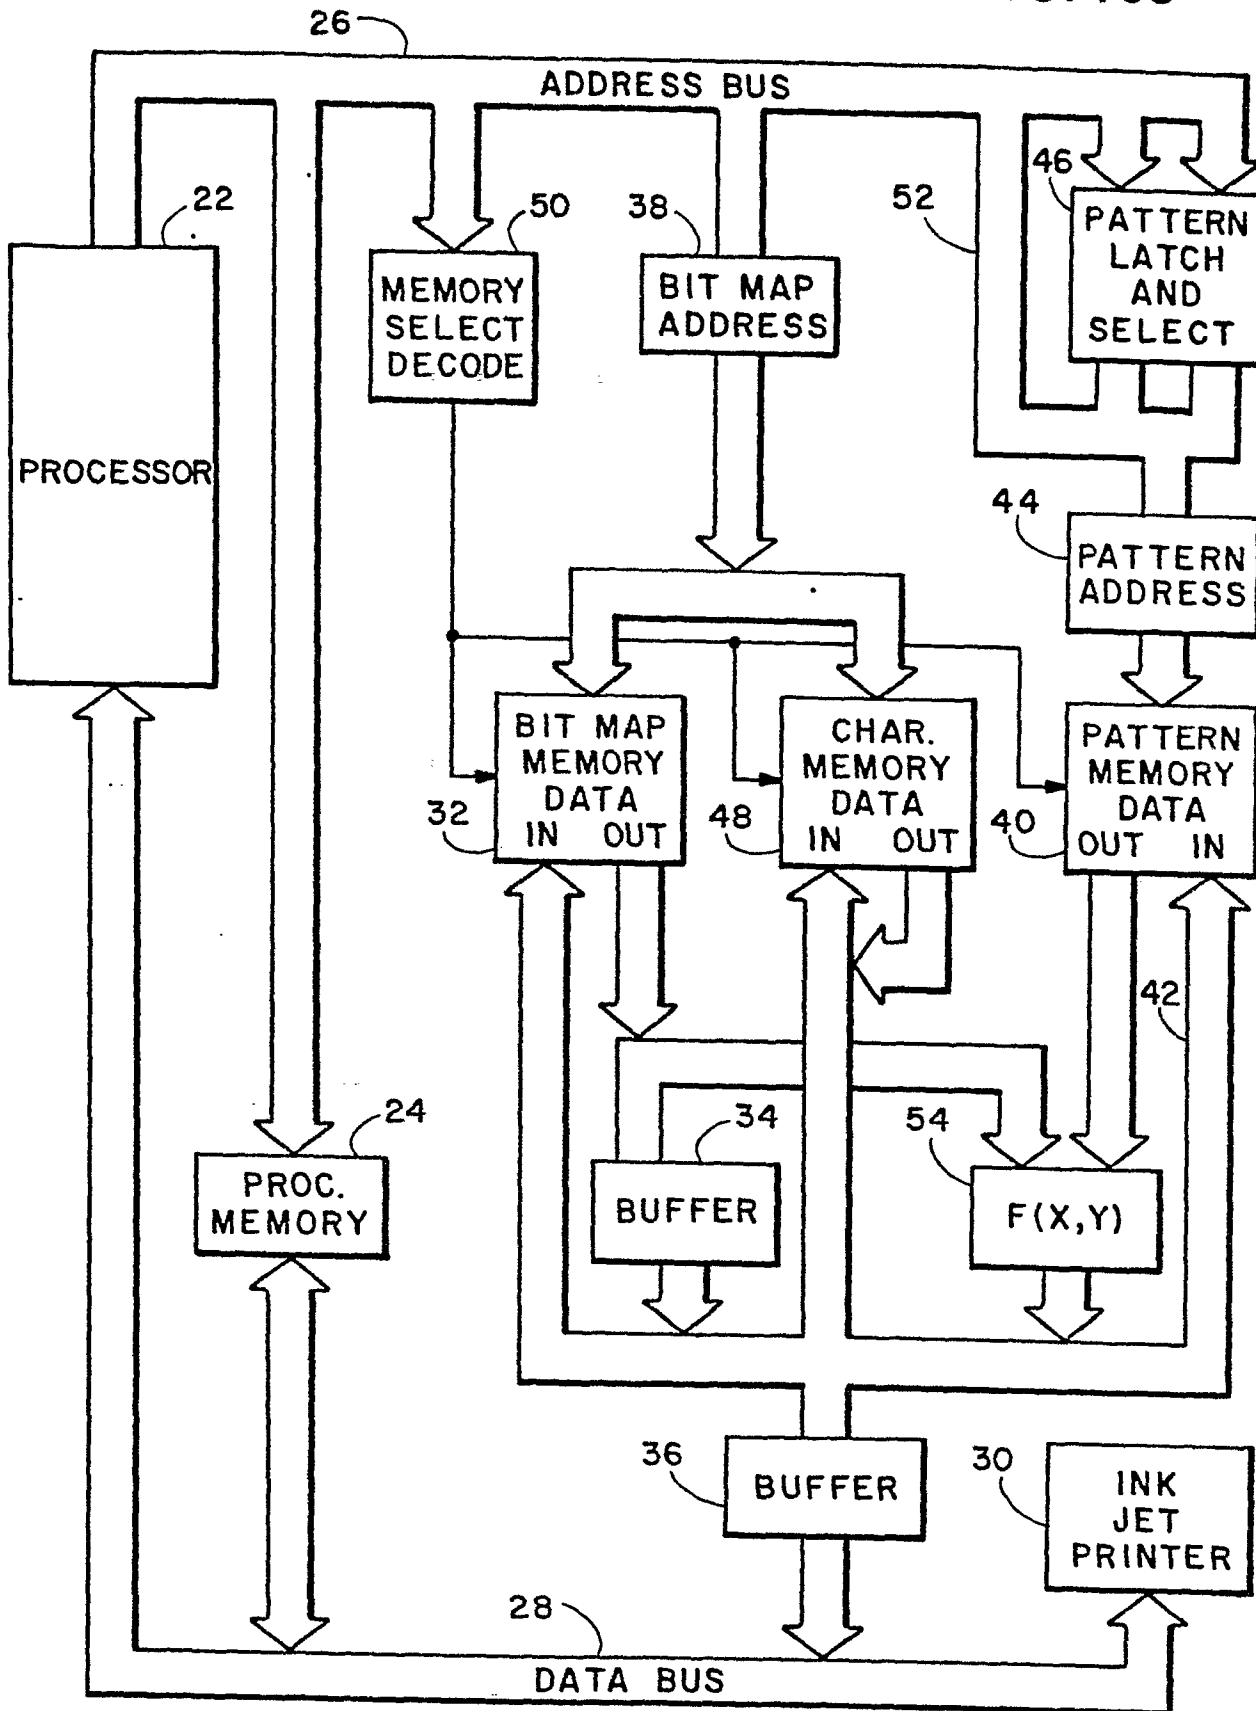 26
ADDRESS BUS
22
50
38
52
46
PATTERN
LATCH
AND
SELECT
MEMORY
SELECT
DECODE
BIT MAP
ADDRESS
PROCESSOR
44
PATTERN
ADDRESS
BIT MAP
MEMORY
DATA
IN OUT
32
CHAR.
MEMORY
DATA
IN OUT
48
PATTERN
MEMORY
DATA
OUT IN
40
42
24
PROC.
MEMORY
34
BUFFER
54
F(X,Y)
36
BUFFER
30
INK
JET
PRINTER
28
DATA BUS